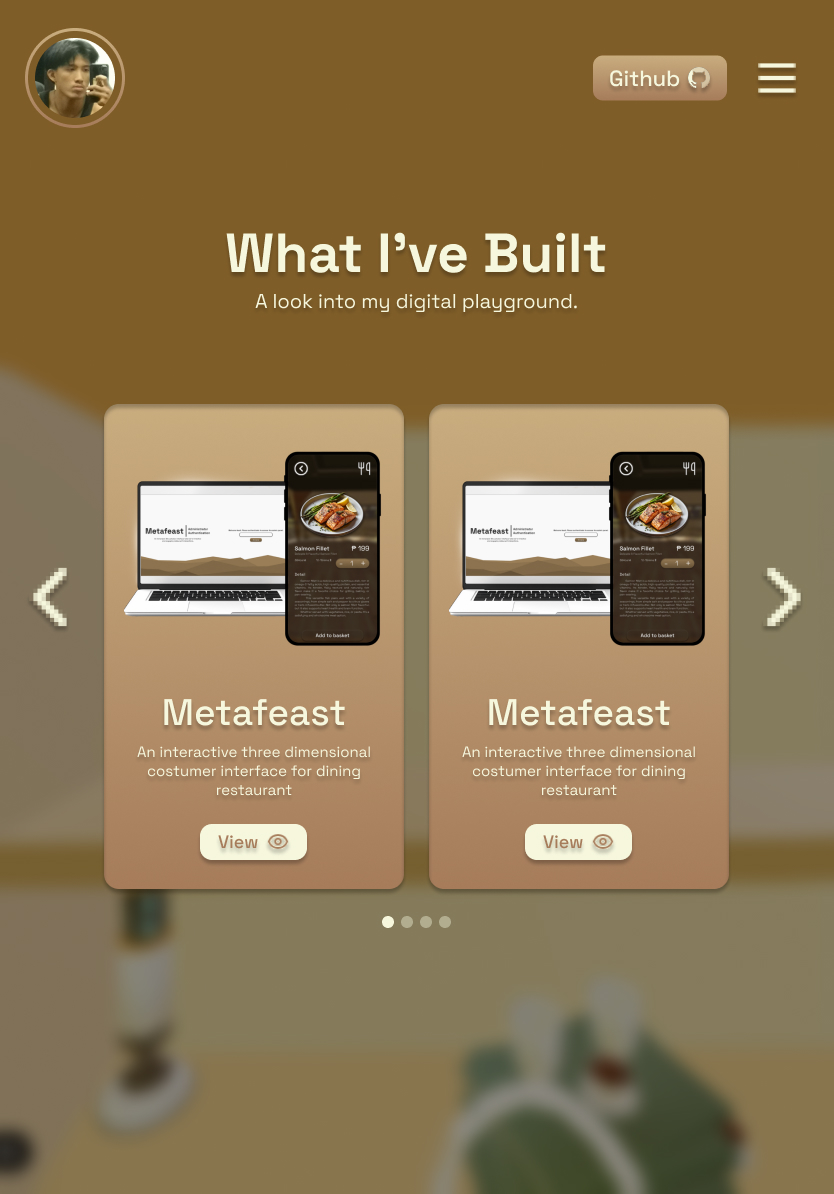 Github
What I've Built
A look into my digital playground.
Metafeast
Salmon Fillet ₱ 199
- 1 +
Detail
Add to basket
Metafeast
Salmon Fillet ₱ 199
- 1 +
Detail
Add to basket
Metafeast
An interactive three dimensional
costumer interface for dining
restaurant
View
Metafeast
An interactive three dimensional
costumer interface for dining
restaurant
View